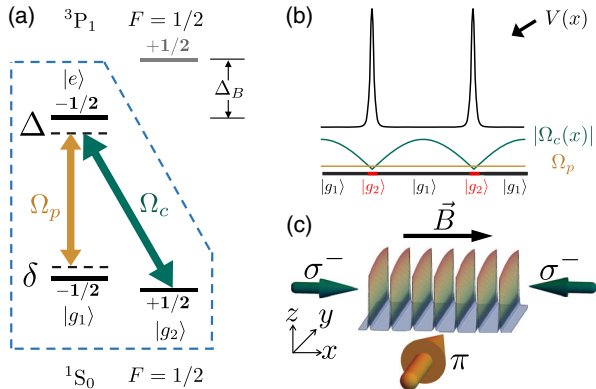 (a)
³P₁ F = 1/2
+1/2
|e⟩
−1/2
Δ_B
Δ
Ω_p
Ω_c
δ
−1/2
|g₁⟩
+1/2
|g₂⟩
¹S₀ F = 1/2
(b)
V(x)
|Ω_c(x)|
Ω_p
|g₁⟩ |g₂⟩ |g₁⟩ |g₂⟩ |g₁⟩
(c)
B⃗
σ⁻
σ⁻
z
y
x
π